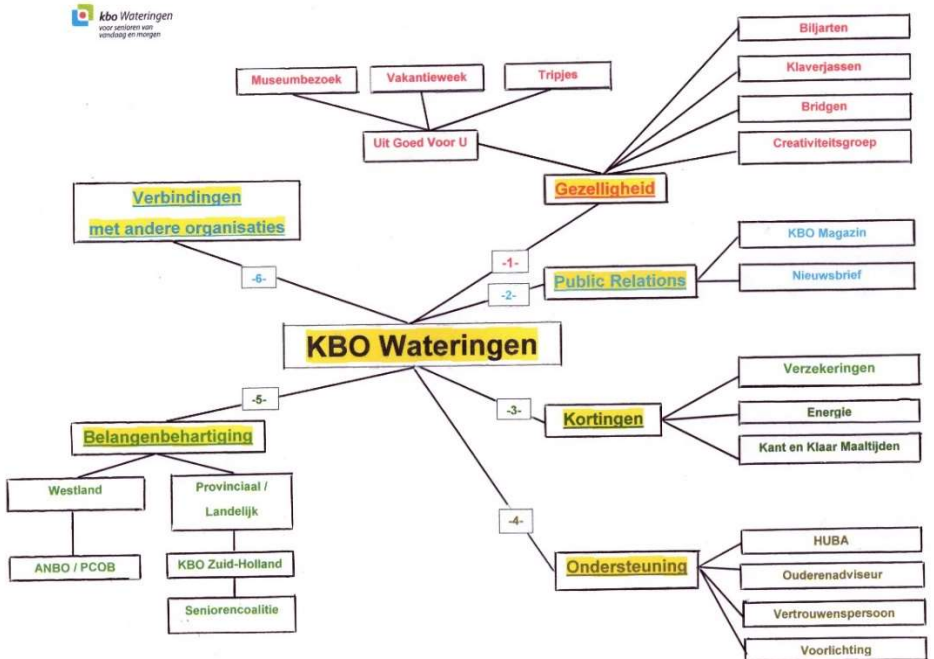 kbo Wateringen
voor senioren van
vandaag en morgen
Biljarten
Klaverjassen
Bridgen
Creativiteitsgroep
Museumbezoek
Vakantieweek
Tripjes
Uit Goed Voor U
Gezelligheid
Verbindingen
met andere organisaties
-1-
-6-
-2-
Public Relations
KBO Magazin
Nieuwsbrief
KBO Wateringen
-5-
Belangenbehartiging
-3-
Kortingen
Verzekeringen
Energie
Kant en Klaar Maaltijden
Westland
Provinciaal /
Landelijk
ANBO / PCOB
KBO Zuid-Holland
Seniorencoalitie
-4-
Ondersteuning
HUBA
Ouderenadviseur
Vertrouwenspersoon
Voorlichting